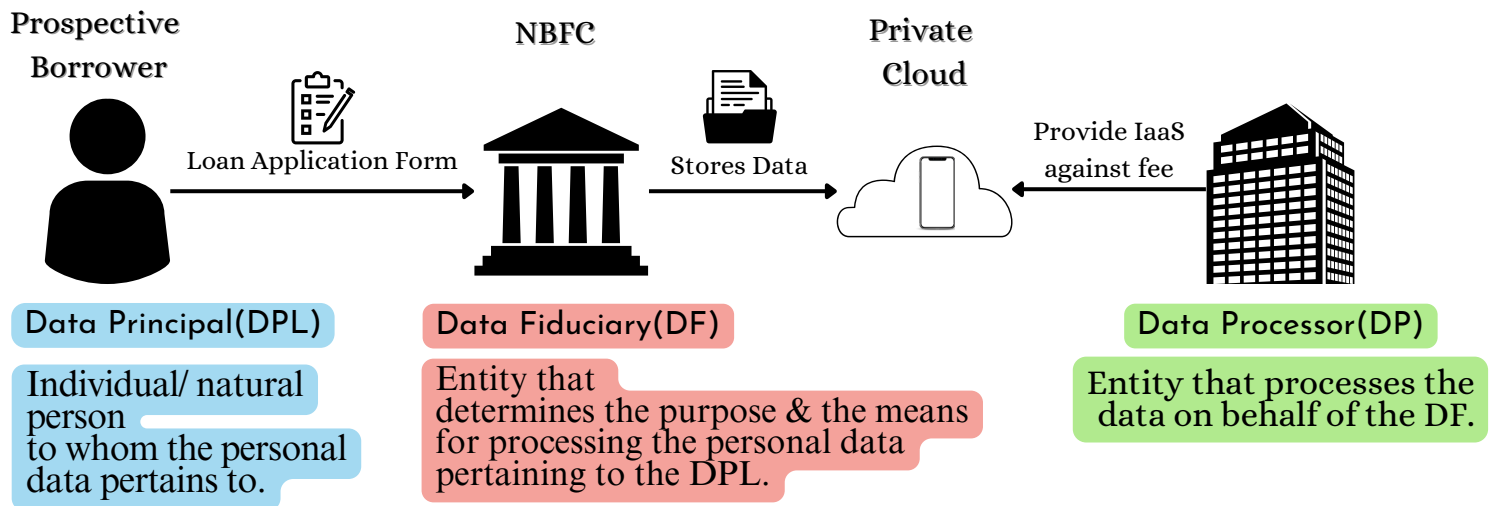 Prospective
Borrower
NBFC
Private
Cloud
Loan Application Form
Stores Data
Provide IaaS
against fee
Data Principal(DPL)
Data Fiduciary(DF)
Data Processor(DP)
Individual/ natural
person
to whom the personal
data pertains to.
Entity that
determines the purpose & the means
for processing the personal data
pertaining to the DPL.
Entity that processes the
data on behalf of the DF.